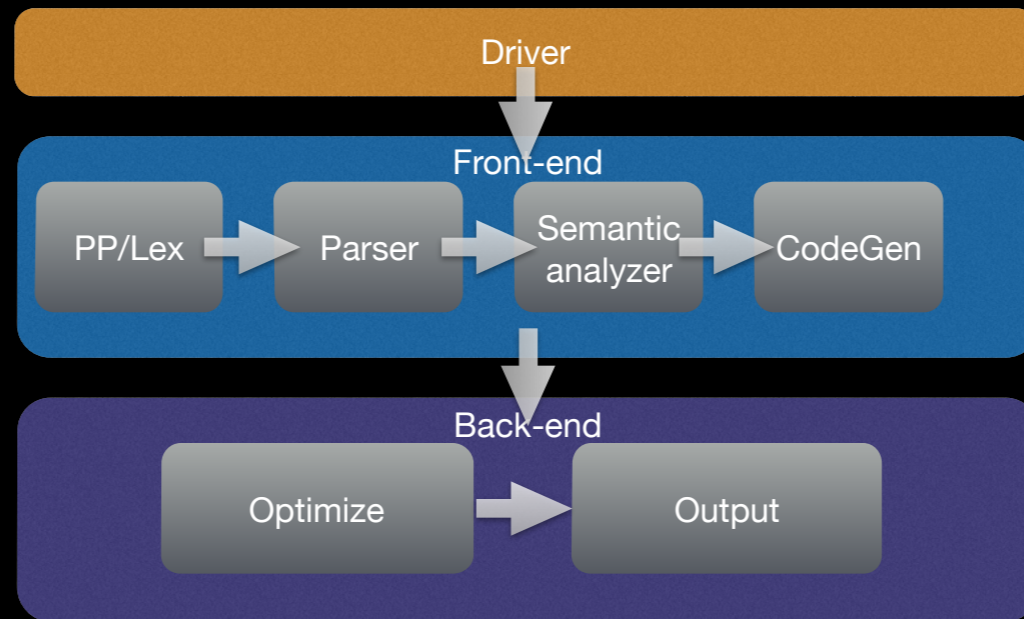 Driver
Front-end
PP/Lex
Parser
Semantic
analyzer
CodeGen
Back-end
Optimize
Output